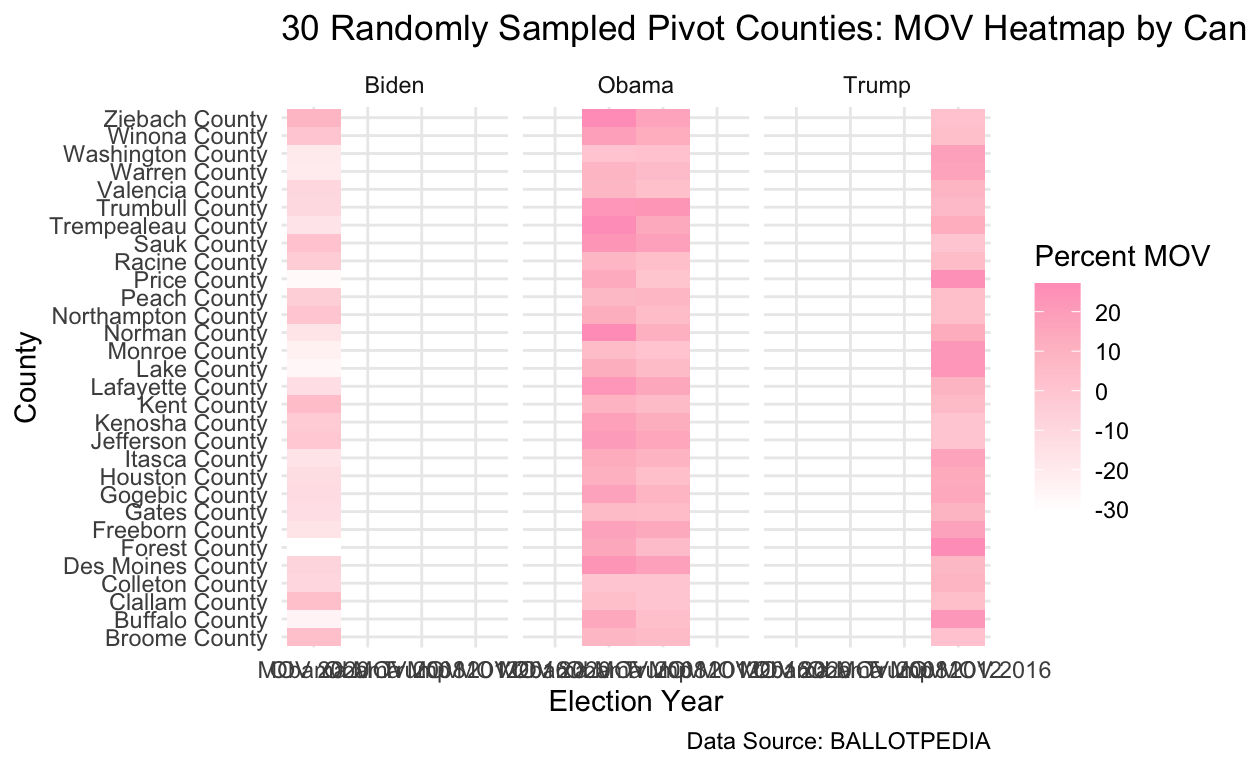 30 Randomly Sampled Pivot Counties: MOV Heatmap by Can
Biden
Obama
Trump
Ziebach County
Winona County
Washington County
Warren County
Valencia County
Trumbull County
Trempealeau County
Sauk County
Racine County
Price County
Peach County
Northampton County
Norman County
Monroe County
Lake County
Lafayette County
Kent County
Kenosha County
Jefferson County
Itasca County
Houston County
Gogebic County
Gates County
Freeborn County
Forest County
Des Moines County
Colleton County
Clallam County
Buffalo County
Broome County
County
Percent MOV
20
10
0
-10
-20
-30
2016
Election Year
Data Source: BALLOTPEDIA